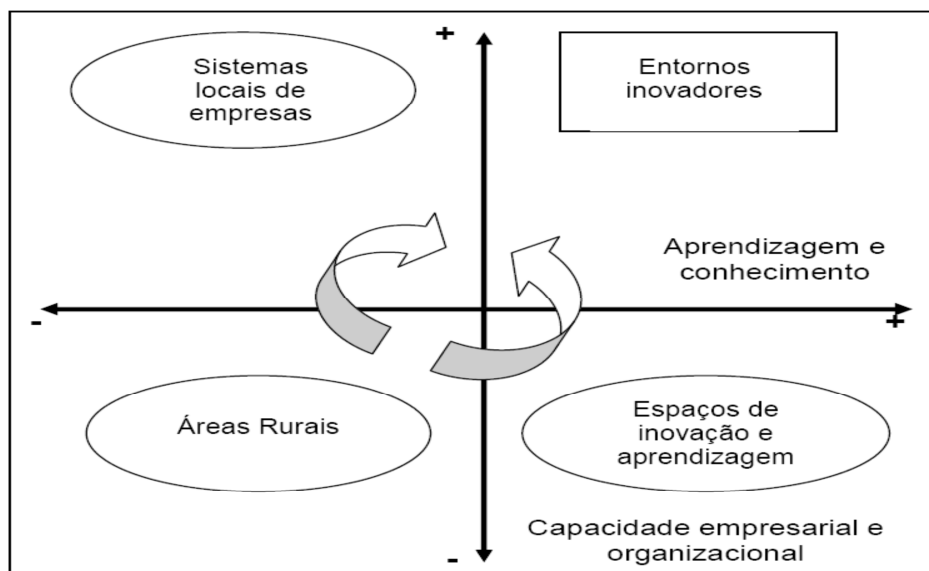 Sistemas
locais de
empresas
+
Entornos
inovadores
Aprendizagem e
conhecimento
-
+
Áreas Rurais
Espaços de
inovação e
aprendizagem
Capacidade empresarial e
organizacional
-